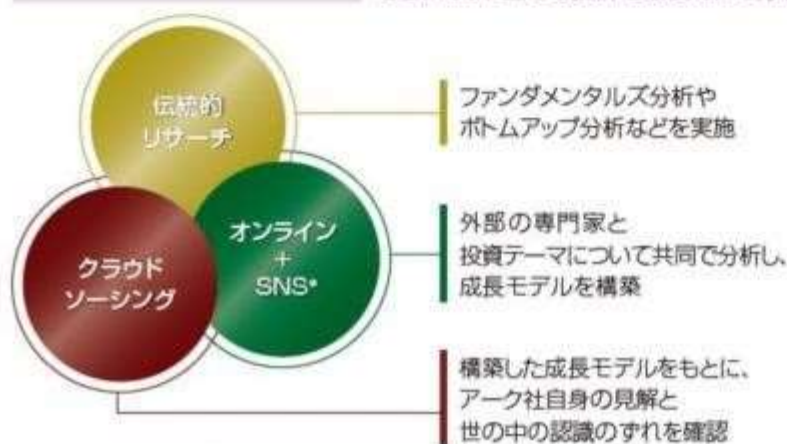 伝統的
リサーチ
ファンダメンタルズ分析や
ボトムアップ分析などを実施
オンライン
+
SNS*
外部の専門家と
投資テーマについて共同で分析し、
成長モデルを構築
クラウド
ソーシング
構築した成長モデルをもとに、
アーク社自身の見解と
世の中の認識のずれを確認